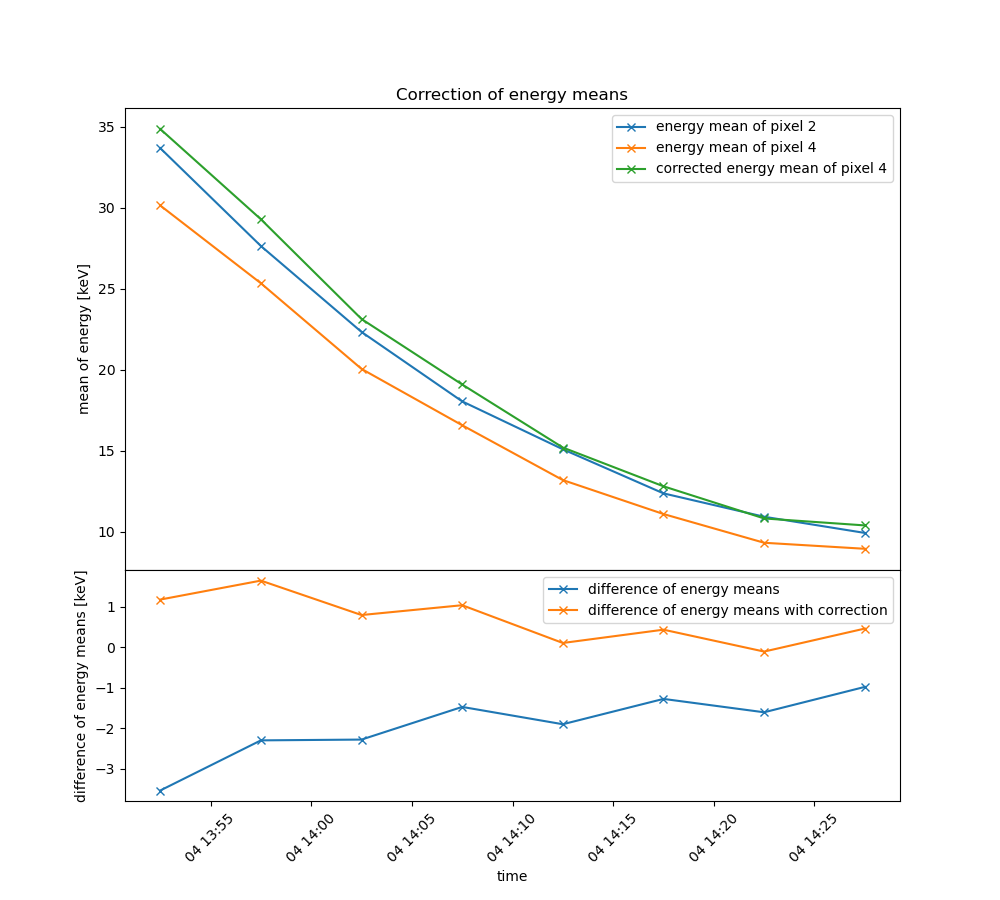 Correction of energy means
energy mean of pixel 2
energy mean of pixel 4
corrected energy mean of pixel 4
35
30
25
20
15
10
mean of energy [keV]
difference of energy means
difference of energy means with correction
1
0
−1
−2
−3
difference of energy means [keV]
04 13:55
04 14:00
04 14:05
04 14:10
04 14:15
04 14:20
04 14:25
time